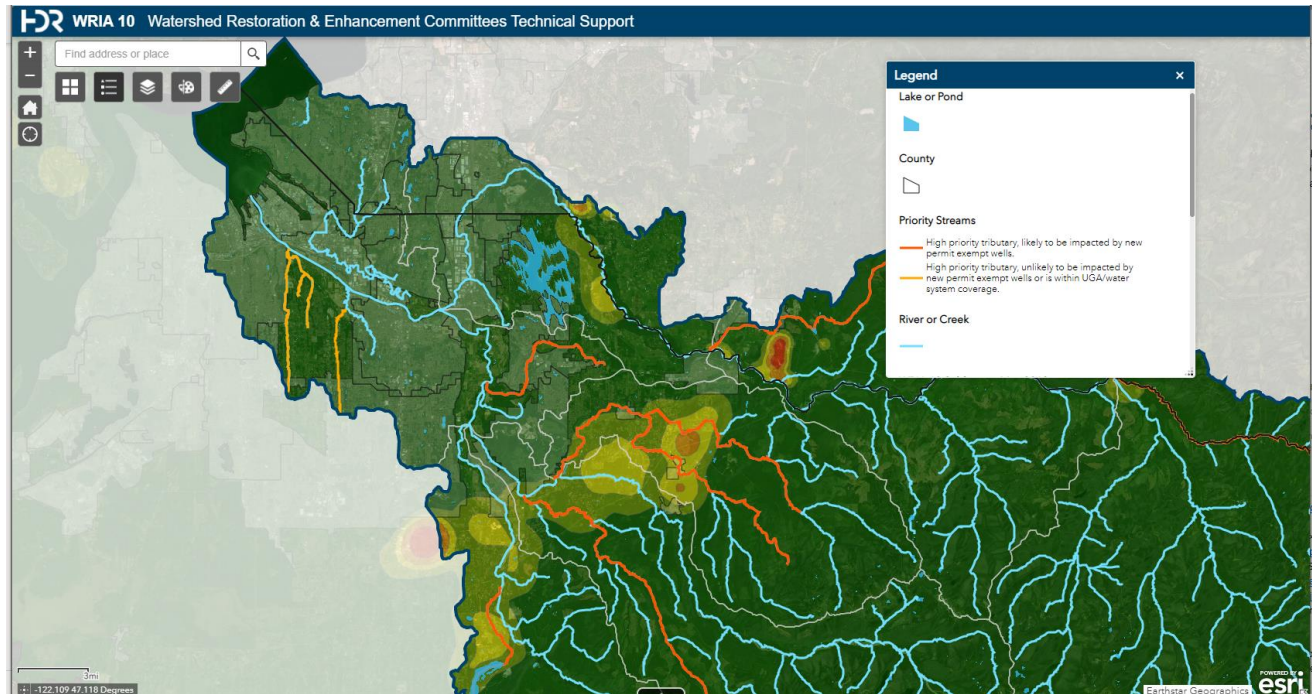 HDR WRIA 10 Watershed Restoration & Enhancement Committees Technical Support
+
Find address or place
−
Legend ×
Lake or Pond
County
Priority Streams
High priority tributary, likely to be impacted by new
permit exempt wells.
High priority tributary, unlikely to be impacted by
new permit exempt wells or is within UGA/water
system coverage.
River or Creek
3mi
-122.109 47.118 Degrees
Earthstar Geographics
POWERED BY
esri